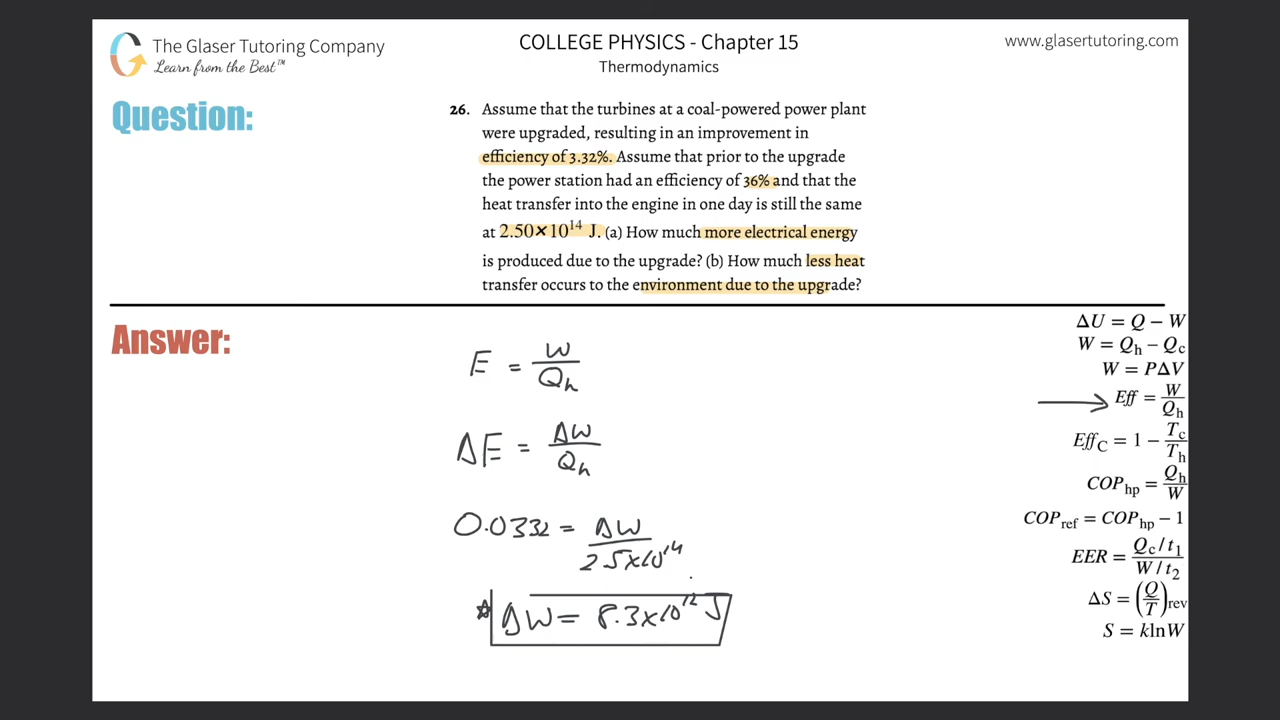 The Glaser Tutoring Company
Learn from the Best™
COLLEGE PHYSICS - Chapter 15
Thermodynamics
www.glasertutoring.com
Question:
26. Assume that the turbines at a coal-powered power plant
were upgraded, resulting in an improvement in
efficiency of 3.32%. Assume that prior to the upgrade
the power station had an efficiency of 36% and that the
heat transfer into the engine in one day is still the same
at 2.50×10¹⁴ J. (a) How much more electrical energy
is produced due to the upgrade? (b) How much less heat
transfer occurs to the environment due to the upgrade?
Answer:
E = W/Qh
ΔE = ΔW/Qh
0.0332 = ΔW/2.5x10¹⁴
ΔW = 8.3x10¹² J
ΔU = Q − W
W = Qh − Qc
W = PΔV
Eff = W/Qh
EffC = 1 − Tc/Th
COPhp = Qh/W
COPref = COPhp − 1
EER = (Qc/t1)/(W/t2)
ΔS = (Q/T)rev
S = klnW